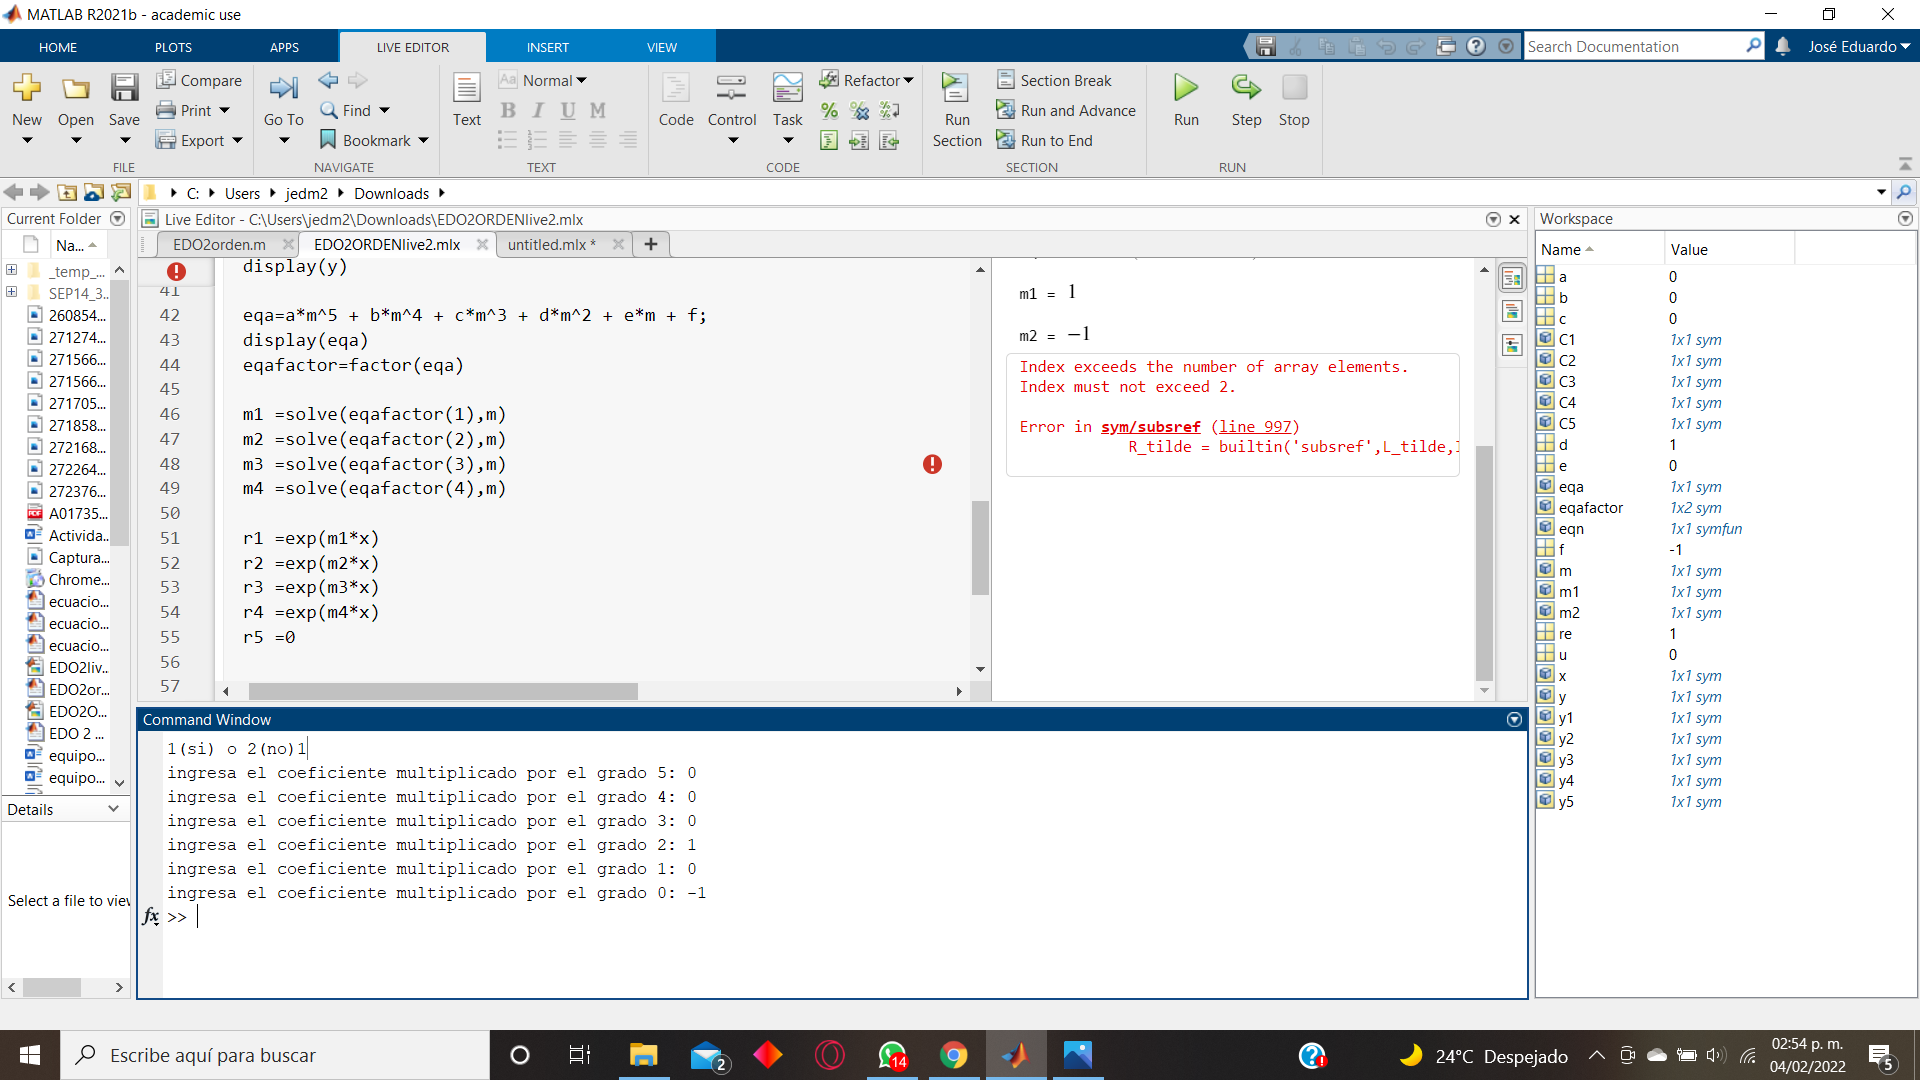 MATLAB R2021b - academic use
HOME PLOTS APPS LIVE EDITOR INSERT VIEW
Search Documentation
José Eduardo
New Open Save Compare Print Export
Go To Find Bookmark
Text Aa Normal B I U M
Code Control Task Refactor
Run Section Section Break Run and Advance Run to End
Run Step Stop
FILE NAVIGATE TEXT CODE SECTION RUN
C: Users jedm2 Downloads
Current Folder
Live Editor - C:\Users\jedm2\Downloads\EDO2ORDENlive2.mlx
EDO2orden.m EDO2ORDENlive2.mlx untitled.mlx *
Na...
_temp_...
SEP14_3...
260854...
271274...
271566...
271566...
271705...
271858...
272168...
272264...
272376...
A01735...
Activida...
Captura...
Chrome...
ecuacio...
ecuacio...
ecuacio...
EDO2liv...
EDO2or...
EDO2O...
EDO 2 ...
equipo...
equipo...
Details
Select a file to view
display(y)
41
42 eqa=a*m^5 + b*m^4 + c*m^3 + d*m^2 + e*m + f;
43 display(eqa)
44 eqafactor=factor(eqa)
45
46 m1 =solve(eqafactor(1),m)
47 m2 =solve(eqafactor(2),m)
48 m3 =solve(eqafactor(3),m)
49 m4 =solve(eqafactor(4),m)
50
51 r1 =exp(m1*x)
52 r2 =exp(m2*x)
53 r3 =exp(m3*x)
54 r4 =exp(m4*x)
55 r5 =0
56
57
m1 = 1
m2 = −1
Index exceeds the number of array elements.
Index must not exceed 2.
Error in sym/subsref (line 997)
R_tilde = builtin('subsref',L_tilde,I
Command Window
1(si) o 2(no)1
ingresa el coeficiente multiplicado por el grado 5: 0
ingresa el coeficiente multiplicado por el grado 4: 0
ingresa el coeficiente multiplicado por el grado 3: 0
ingresa el coeficiente multiplicado por el grado 2: 1
ingresa el coeficiente multiplicado por el grado 1: 0
ingresa el coeficiente multiplicado por el grado 0: -1
fx >>
Workspace
Name Value
a 0
b 0
c 0
C1 1x1 sym
C2 1x1 sym
C3 1x1 sym
C4 1x1 sym
C5 1x1 sym
d 1
e 0
eqa 1x1 sym
eqafactor 1x2 sym
eqn 1x1 symfun
f -1
m 1x1 sym
m1 1x1 sym
m2 1x1 sym
re 1
u 0
x 1x1 sym
y 1x1 sym
y1 1x1 sym
y2 1x1 sym
y3 1x1 sym
y4 1x1 sym
y5 1x1 sym
Escribe aquí para buscar
2
14
24°C Despejado
02:54 p. m.
04/02/2022
5